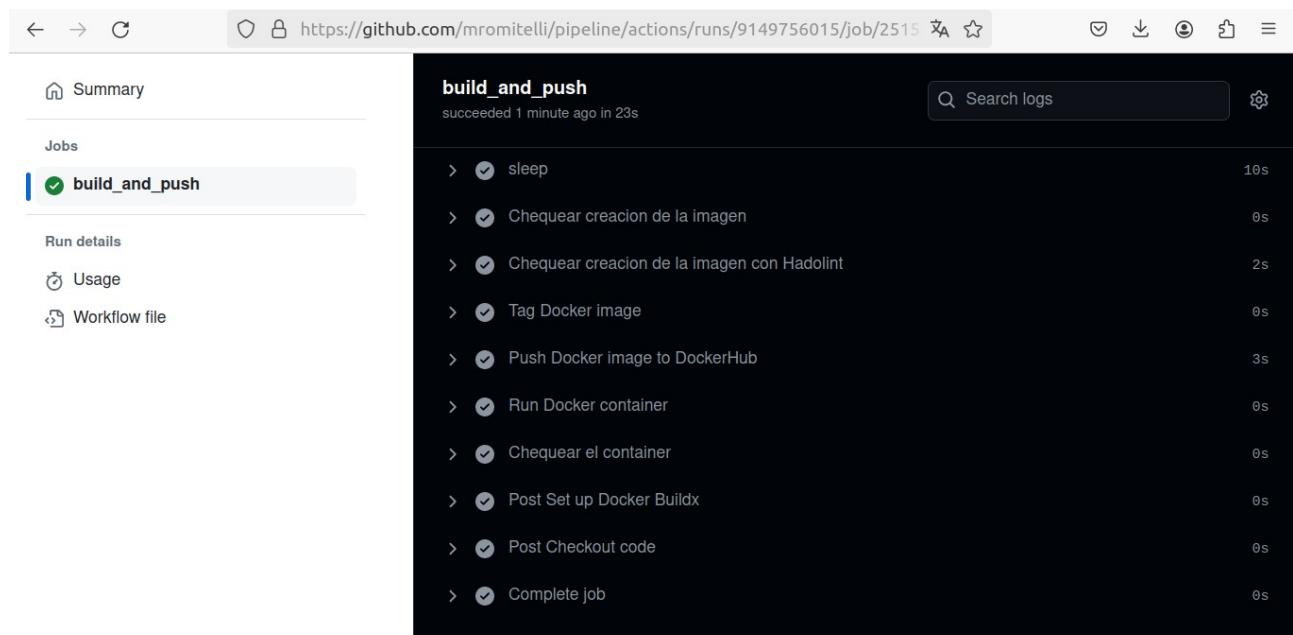 https://github.com/mromitelli/pipeline/actions/runs/9149756015/job/2515
Summary
Jobs
build_and_push
Run details
Usage
Workflow file
build_and_push
succeeded 1 minute ago in 23s
Search logs
sleep 10s
Chequear creacion de la imagen 0s
Chequear creacion de la imagen con Hadolint 2s
Tag Docker image 0s
Push Docker image to DockerHub 3s
Run Docker container 0s
Chequear el container 0s
Post Set up Docker Buildx 0s
Post Checkout code 0s
Complete job 0s